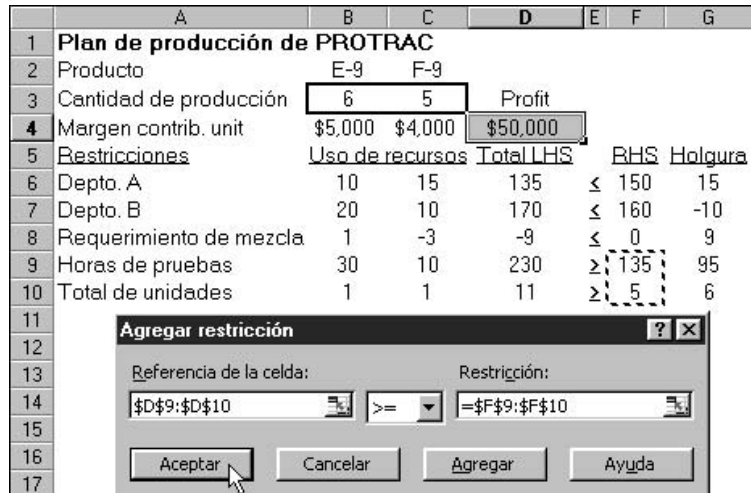 A B C D E F G
1 Plan de producción de PROTRAC
2 Producto E-9 F-9
3 Cantidad de producción 6 5 Profit
4 Margen contrib. unit $5,000 $4,000 $50,000
5 Restricciones Uso de recursos Total LHS RHS Holgura
6 Depto. A 10 15 135 ≤ 150 15
7 Depto. B 20 10 170 ≤ 160 -10
8 Requerimiento de mezcla 1 -3 -9 ≤ 0 9
9 Horas de pruebas 30 10 230 ≥ 135 95
10 Total de unidades 1 1 11 ≥ 5 6
11
Agregar restricción ? X
12
13 Referencia de la celda: Restricción:
14 $D$9:$D$10 >= =$F$9:$F$10
15
16 Aceptar Cancelar Agregar Ayuda
17